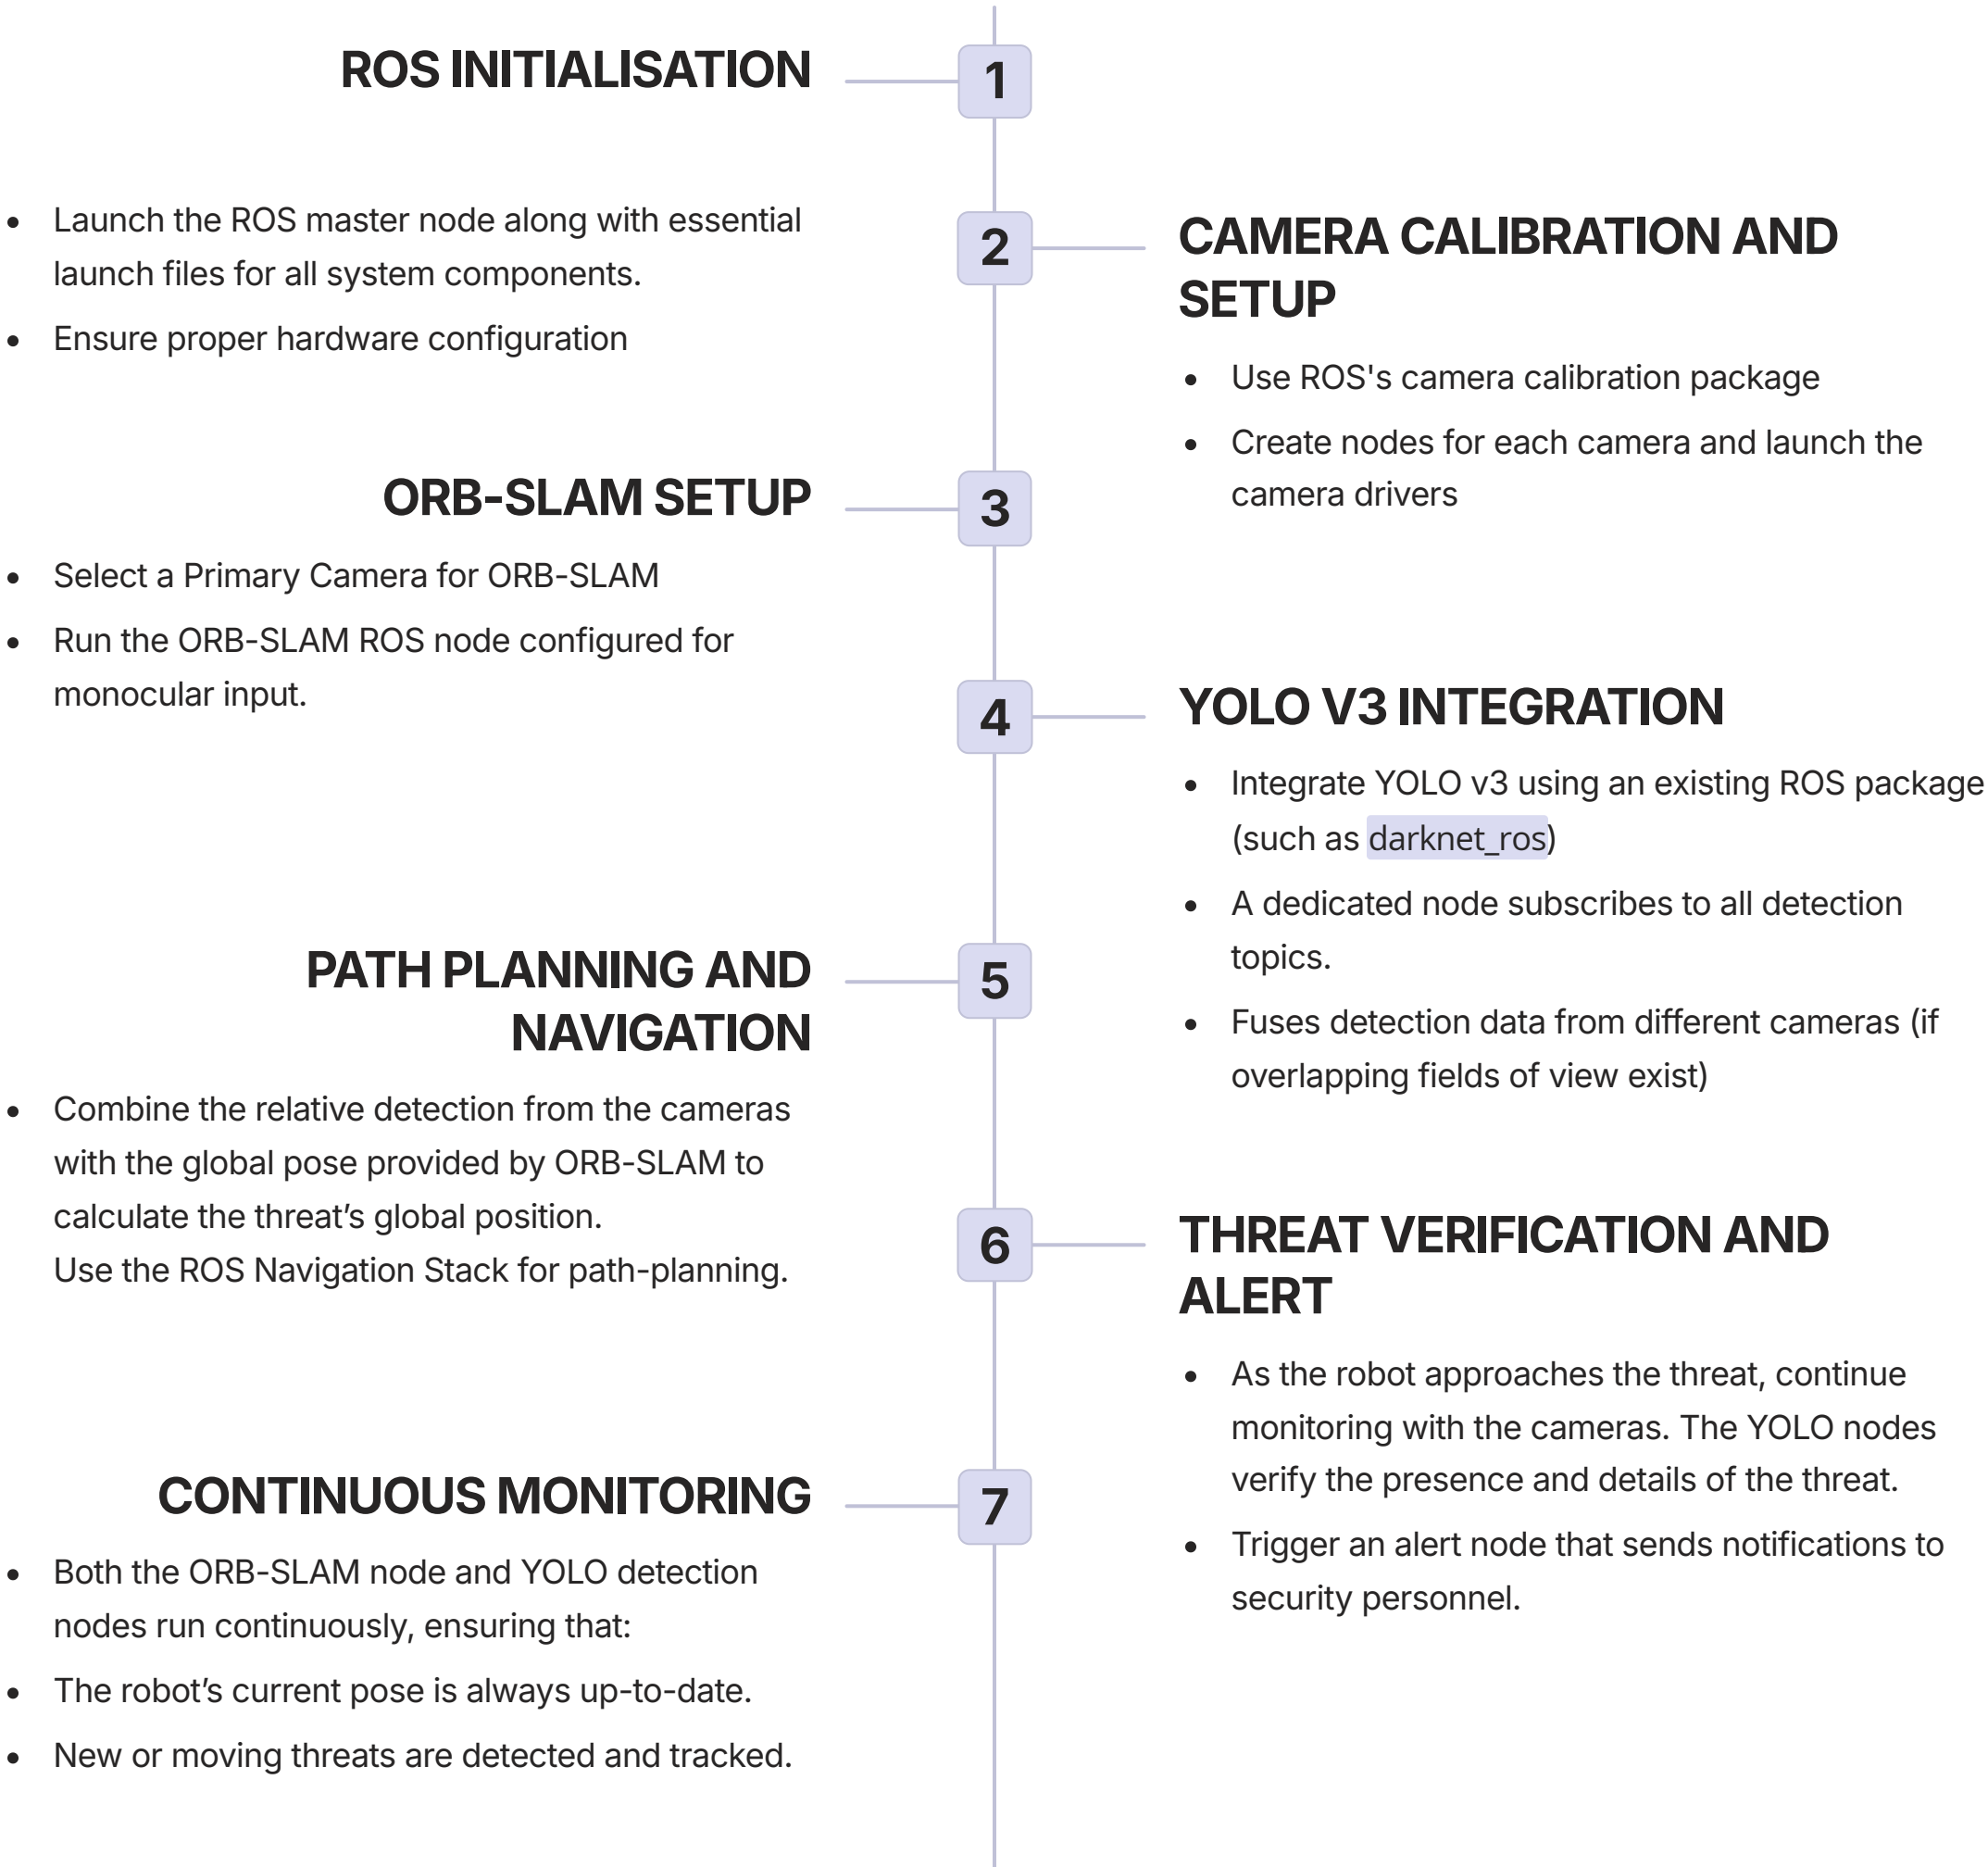 ROS INITIALISATION
1
• Launch the ROS master node along with essential
launch files for all system components.
• Ensure proper hardware configuration
2
CAMERA CALIBRATION AND
SETUP
• Use ROS's camera calibration package
• Create nodes for each camera and launch the
camera drivers
ORB-SLAM SETUP
3
• Select a Primary Camera for ORB-SLAM
• Run the ORB-SLAM ROS node configured for
monocular input.
4
YOLO V3 INTEGRATION
• Integrate YOLO v3 using an existing ROS package
(such as darknet_ros)
• A dedicated node subscribes to all detection
topics.
• Fuses detection data from different cameras (if
overlapping fields of view exist)
PATH PLANNING AND
NAVIGATION
5
• Combine the relative detection from the cameras
with the global pose provided by ORB-SLAM to
calculate the threat’s global position.
Use the ROS Navigation Stack for path-planning.
6
THREAT VERIFICATION AND
ALERT
• As the robot approaches the threat, continue
monitoring with the cameras. The YOLO nodes
verify the presence and details of the threat.
• Trigger an alert node that sends notifications to
security personnel.
CONTINUOUS MONITORING
7
• Both the ORB-SLAM node and YOLO detection
nodes run continuously, ensuring that:
• The robot’s current pose is always up-to-date.
• New or moving threats are detected and tracked.